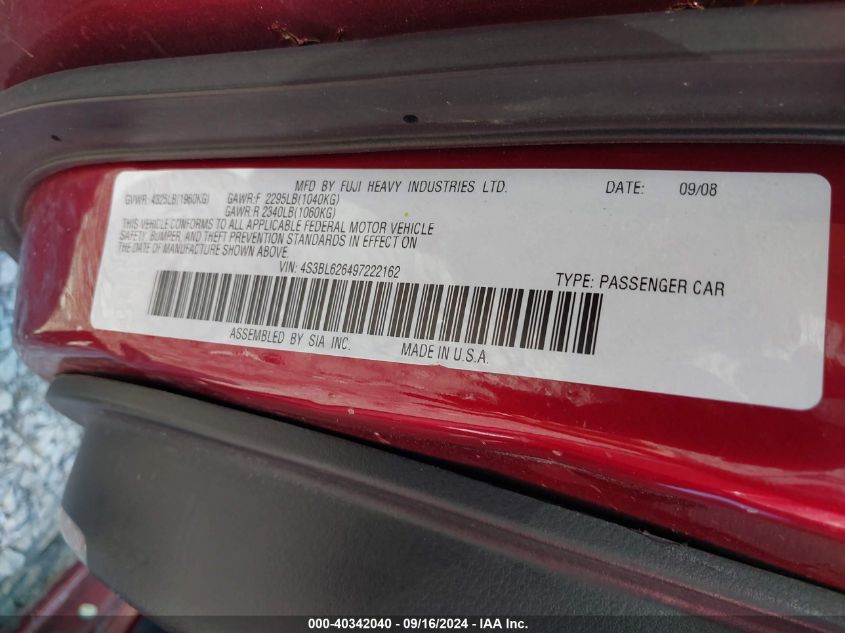 MFD BY FUJI HEAVY INDUSTRIES LTD. DATE: 09/08
GVWR: 4325LB(1960KG) GAWR:F 2295LB(1040KG)
GAWR:R 2340LB(1060KG)
THIS VEHICLE CONFORMS TO ALL APPLICABLE FEDERAL MOTOR VEHICLE
SAFETY, BUMPER, AND THEFT PREVENTION STANDARDS IN EFFECT ON
THE DATE OF MANUFACTURE SHOWN ABOVE.
VIN: 4S3BL626497222162 TYPE: PASSENGER CAR
ASSEMBLED BY SIA INC. MADE IN U.S.A.
000-40342040 - 09/16/2024 - IAA Inc.